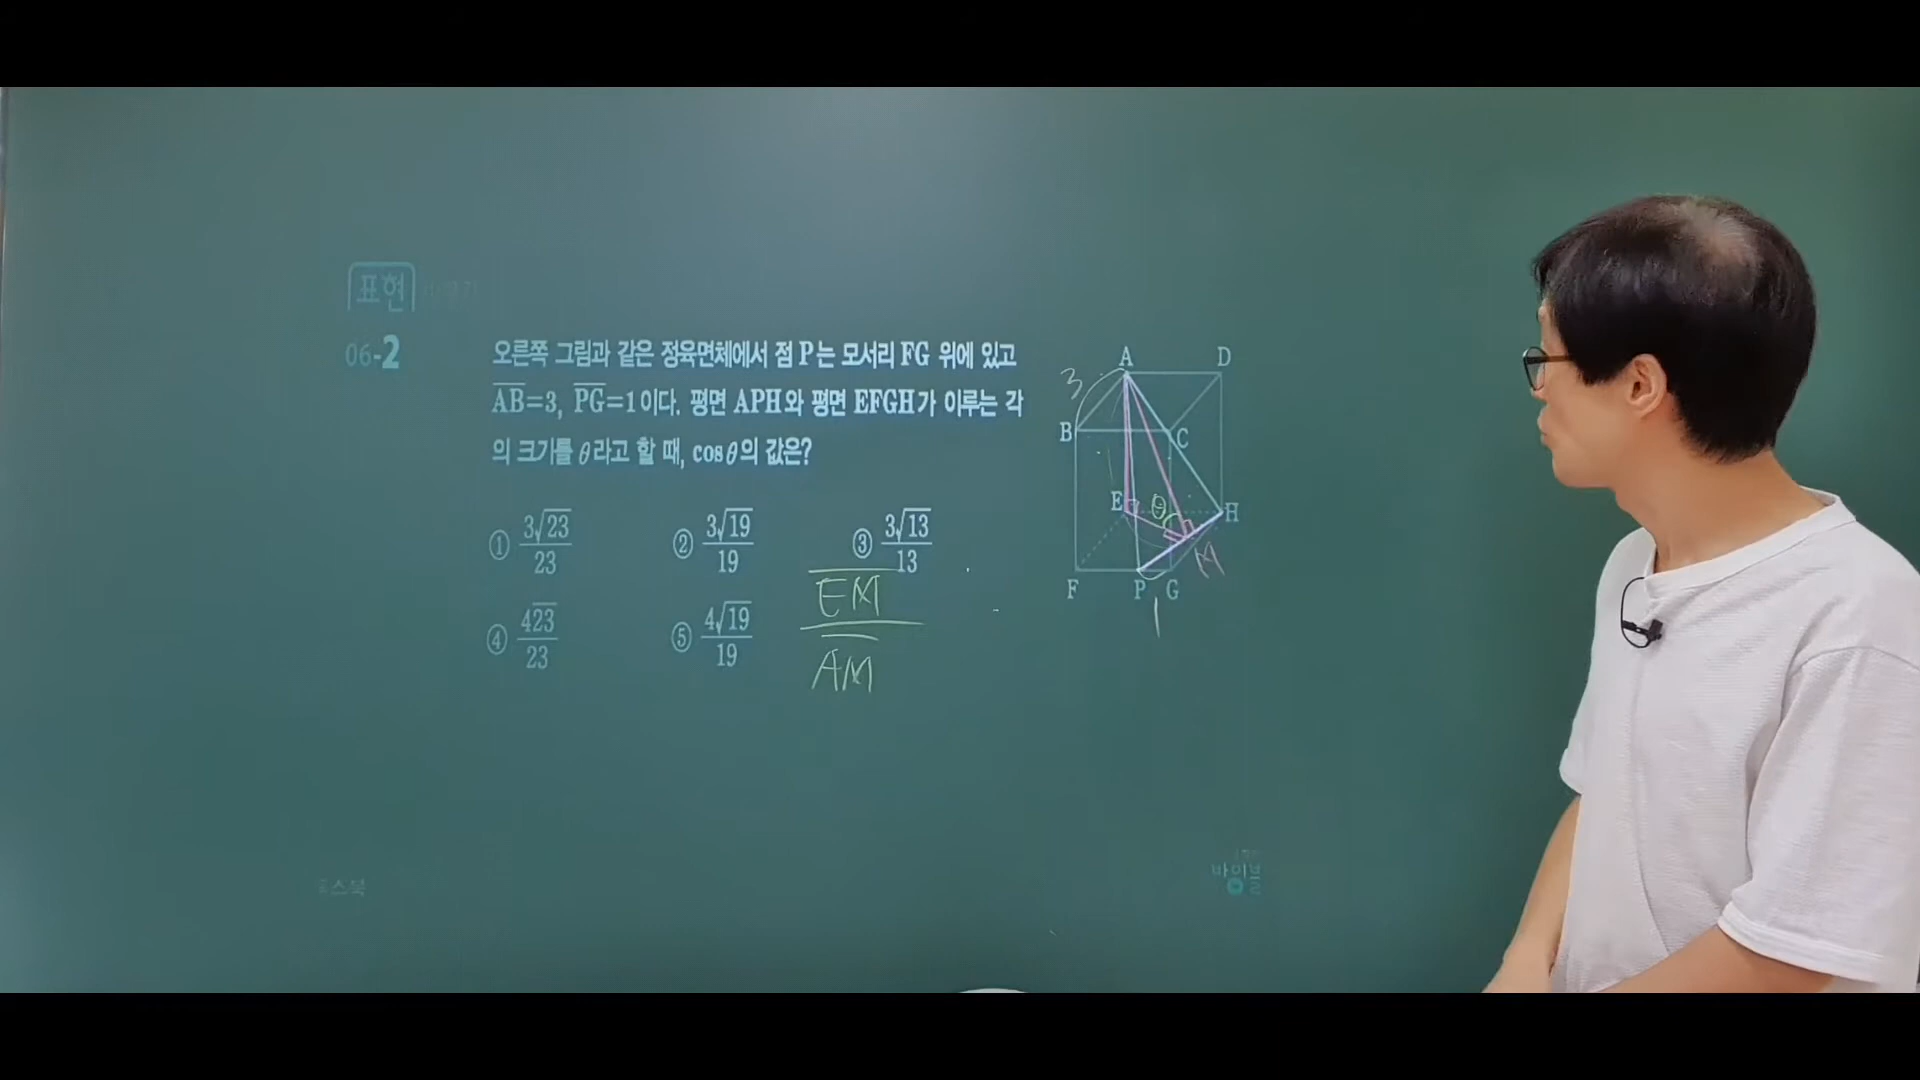 표현
06-2
오른쪽 그림과 같은 정육면체에서 점 P는 모서리 FG 위에 있고
AB=3, PG=1이다. 평면 APH와 평면 EFGH가 이루는 각
의 크기를 θ라고 할 때, cosθ의 값은?
① 3√23/23 ② 3√19/19 ③ 3√13/13
④ 423/23 ⑤ 4√19/19
EM
AM
A D
3
B C
E θ H
M
F P G
1
바이블